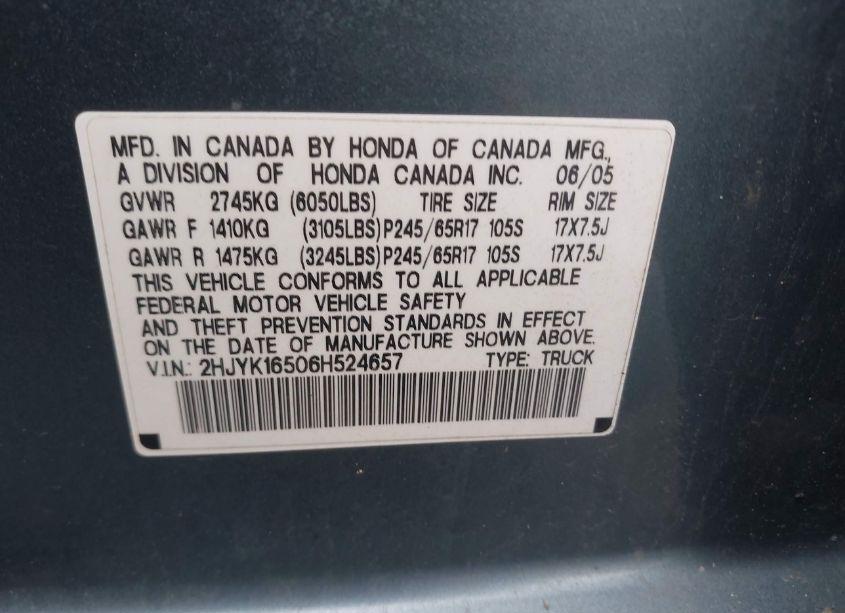 MFD. IN CANADA BY HONDA OF CANADA MFG.,
A DIVISION OF HONDA CANADA INC. 06/05
GVWR 2745KG (6050LBS) TIRE SIZE RIM SIZE
GAWR F 1410KG (3105LBS) P245/65R17 105S 17X7.5J
GAWR R 1475KG (3245LBS) P245/65R17 105S 17X7.5J
THIS VEHICLE CONFORMS TO ALL APPLICABLE
FEDERAL MOTOR VEHICLE SAFETY
AND THEFT PREVENTION STANDARDS IN EFFECT
ON THE DATE OF MANUFACTURE SHOWN ABOVE.
V.I.N.: 2HJYK16506H524657 TYPE: TRUCK